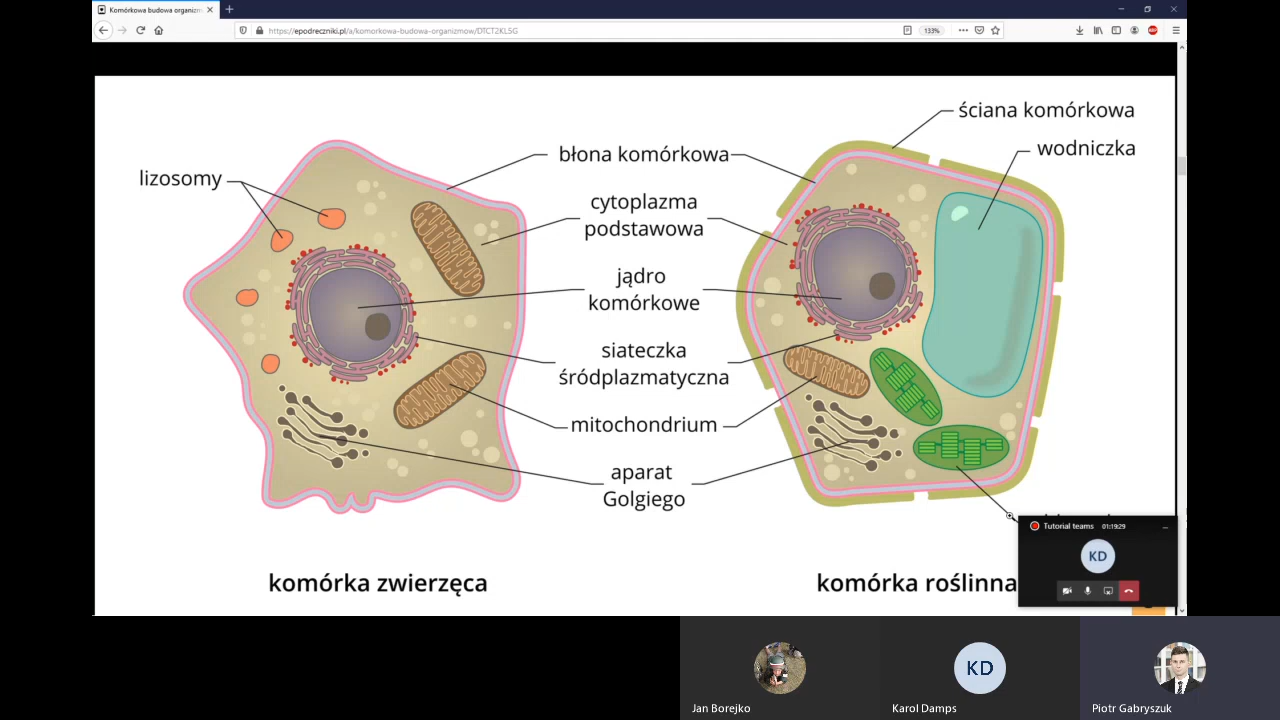 Komórkowa budowa organizm
https://epodreczniki.pl/a/komorkowa-budowa-organizmow/DTCT2KL5G
133%
ściana komórkowa
wodniczka
błona komórkowa
lizosomy
cytoplazma
podstawowa
jądro
komórkowe
siateczka
śródplazmatyczna
mitochondrium
aparat
Golgiego
komórka zwierzęca
komórka roślinna
Tutorial teams
01:19:29
KD
KD
Jan Borejko
Karol Damps
Piotr Gabryszuk